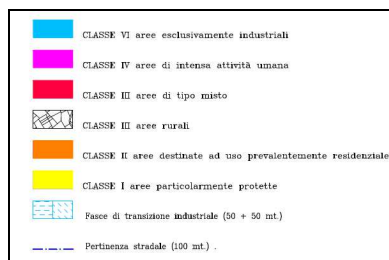 CLASSE VI aree esclusivamente industriali
CLASSE IV aree di intensa attività umana
CLASSE III aree di tipo misto
CLASSE III aree rurali
CLASSE II aree destinate ad uso prevalentemente residenziale
CLASSE I aree particolarmente protette
Fasce di transizione industriale (50 + 50 mt.)
Pertinenza stradale (100 mt.) .